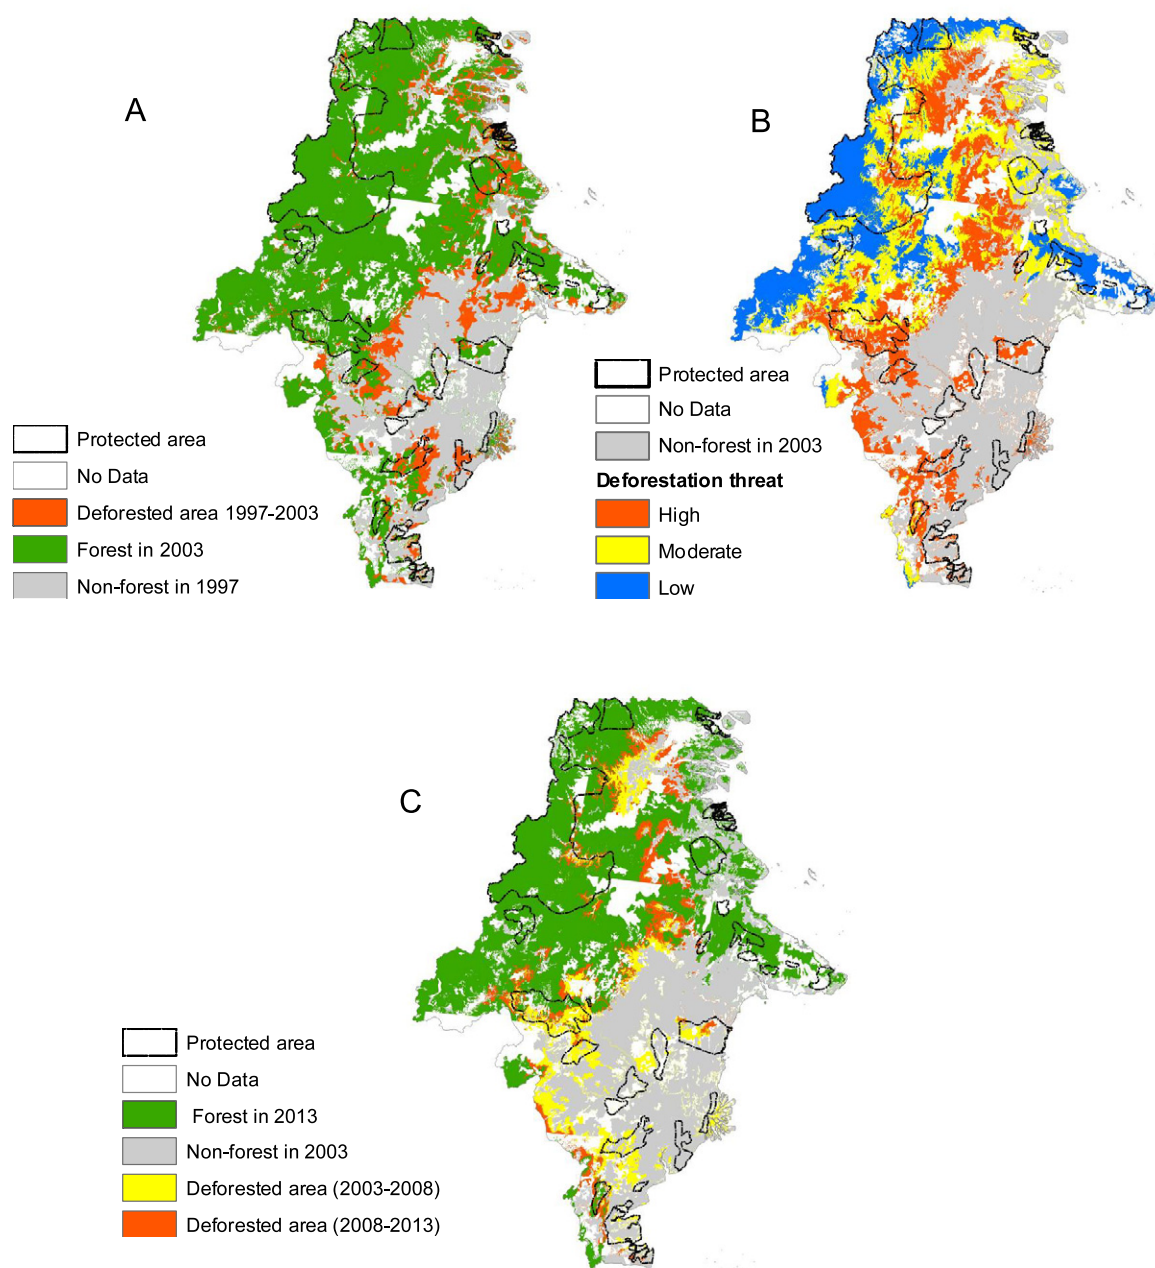 A
Protected area
No Data
Deforested area 1997-2003
Forest in 2003
Non-forest in 1997
B
Protected area
No Data
Non-forest in 2003
Deforestation threat
High
Moderate
Low
C
Protected area
No Data
Forest in 2013
Non-forest in 2003
Deforested area (2003-2008)
Deforested area (2008-2013)